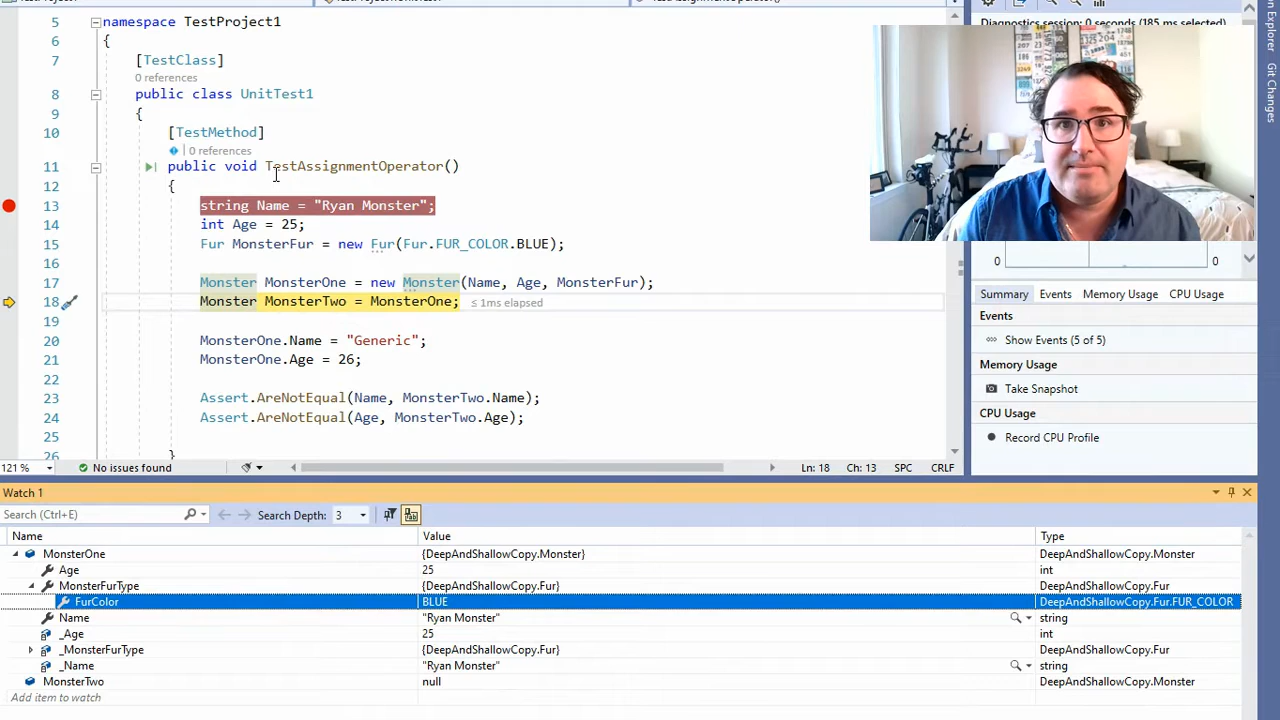 Diagnostics session: 0 seconds (185 ms selected)
5 namespace TestProject1
6 {
7 [TestClass]
0 references
8 public class UnitTest1
9 {
10 [TestMethod]
0 references
11 public void TestAssignmentOperator()
12 {
13 string Name = "Ryan Monster";
14 int Age = 25;
15 Fur MonsterFur = new Fur(Fur.FUR_COLOR.BLUE);
16
17 Monster MonsterOne = new Monster(Name, Age, MonsterFur);
18 Monster MonsterTwo = MonsterOne; ≤ 1ms elapsed
19
20 MonsterOne.Name = "Generic";
21 MonsterOne.Age = 26;
22
23 Assert.AreNotEqual(Name, MonsterTwo.Name);
24 Assert.AreNotEqual(Age, MonsterTwo.Age);
25
26 }
121 % No issues found Ln: 18 Ch: 13 SPC CRLF
0 0
Summary Events Memory Usage CPU Usage
Events
Show Events (5 of 5)
Memory Usage
Take Snapshot
CPU Usage
Record CPU Profile
Git Changes
Watch 1
Search (Ctrl+E) Search Depth: 3
Name Value Type
MonsterOne {DeepAndShallowCopy.Monster} DeepAndShallowCopy.Monster
Age 25 int
MonsterFurType {DeepAndShallowCopy.Fur} DeepAndShallowCopy.Fur
FurColor BLUE DeepAndShallowCopy.Fur.FUR_COLOR
Name "Ryan Monster" string
_Age 25 int
_MonsterFurType {DeepAndShallowCopy.Fur} DeepAndShallowCopy.Fur
_Name "Ryan Monster" string
MonsterTwo null DeepAndShallowCopy.Monster
Add item to watch